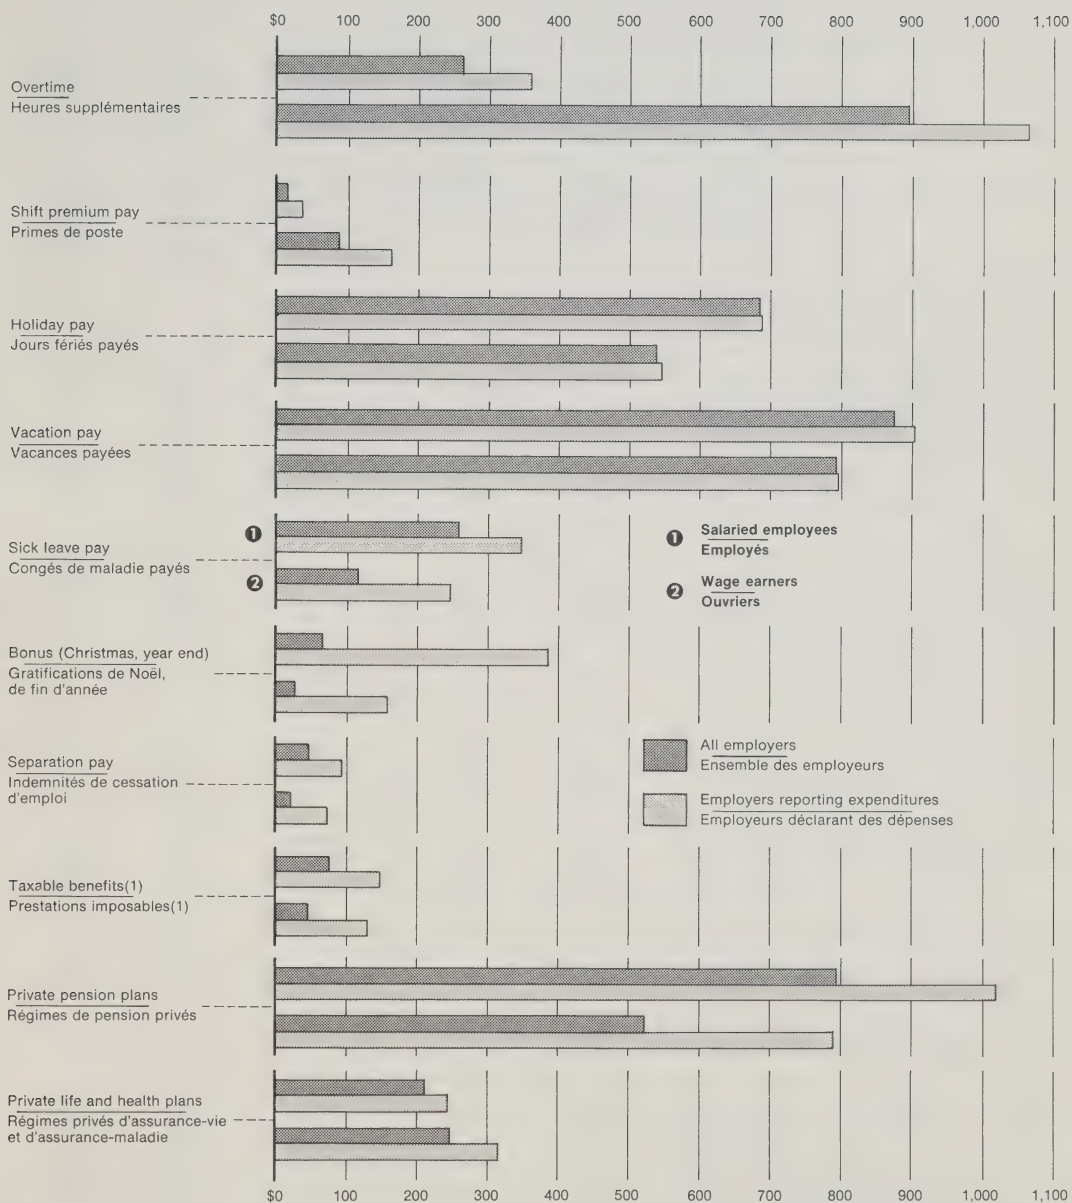 $0 100 200 300 400 500 600 700 800 900 1,000 1,100
Overtime
Heures supplémentaires
Shift premium pay
Primes de poste
Holiday pay
Jours fériés payés
Vacation pay
Vacances payées
Sick leave pay
Congés de maladie payés
1
2
1 Salaried employees
Employés
2 Wage earners
Ouvriers
Bonus (Christmas, year end)
Gratifications de Noël,
de fin d'année
Separation pay
Indemnités de cessation
d'emploi
All employers
Ensemble des employeurs
Employers reporting expenditures
Employeurs déclarant des dépenses
Taxable benefits(1)
Prestations imposables(1)
Private pension plans
Régimes de pension privés
Private life and health plans
Régimes privés d'assurance-vie
et d'assurance-maladie
$0 100 200 300 400 500 600 700 800 900 1,000 1,100